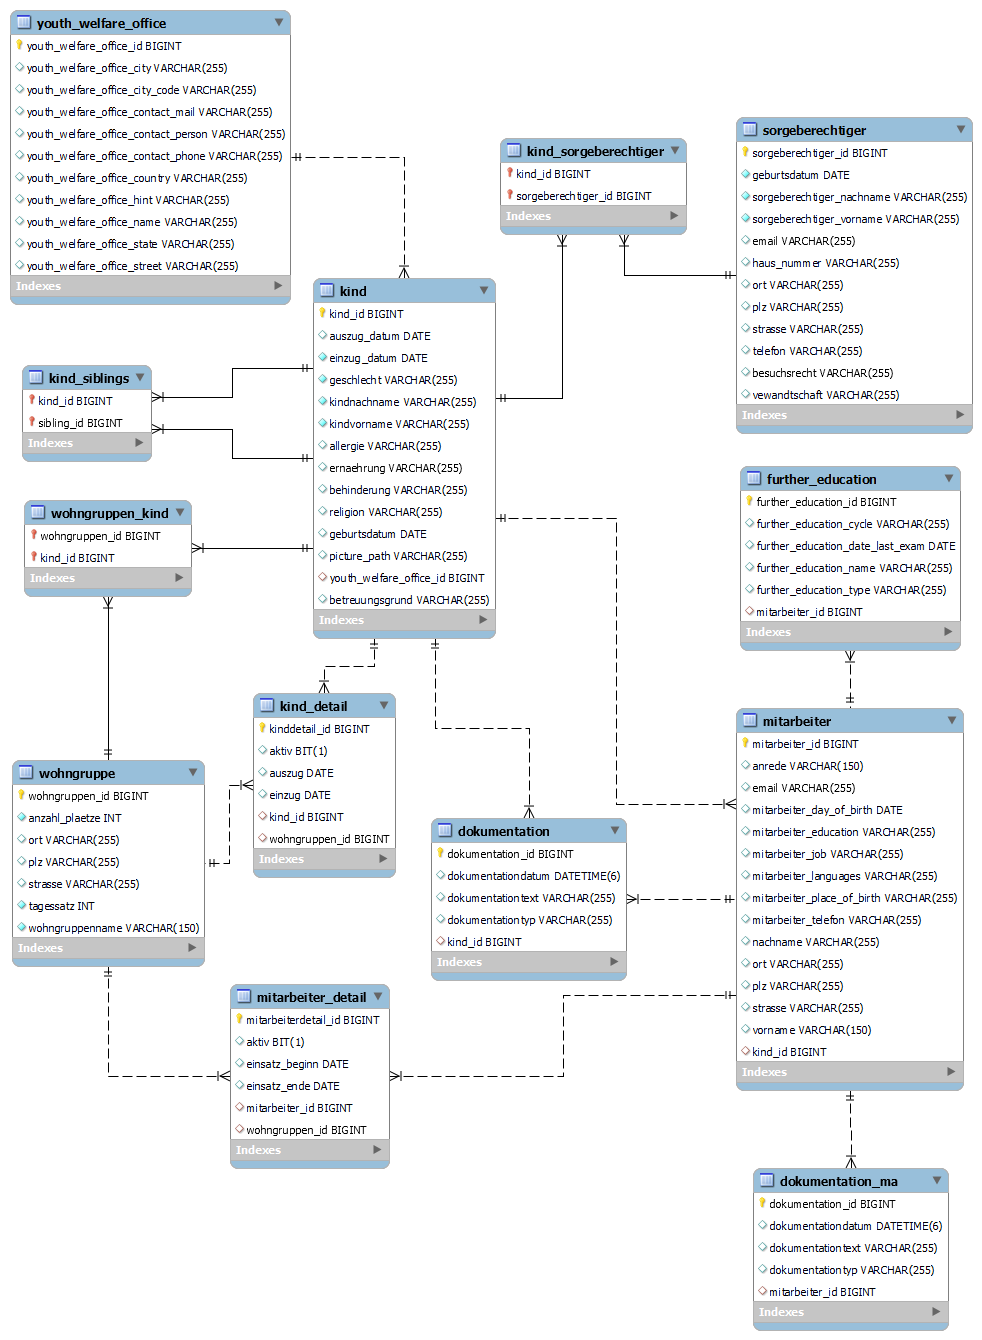 youth_welfare_office
youth_welfare_office_id BIGINT
youth_welfare_office_city VARCHAR(255)
youth_welfare_office_city_code VARCHAR(255)
youth_welfare_office_contact_mail VARCHAR(255)
youth_welfare_office_contact_person VARCHAR(255)
youth_welfare_office_contact_phone VARCHAR(255)
youth_welfare_office_country VARCHAR(255)
youth_welfare_office_hint VARCHAR(255)
youth_welfare_office_name VARCHAR(255)
youth_welfare_office_state VARCHAR(255)
youth_welfare_office_street VARCHAR(255)
Indexes
kind_sorgeberechtiger
kind_id BIGINT
sorgeberechtiger_id BIGINT
Indexes
sorgeberechtiger
sorgeberechtiger_id BIGINT
geburtsdatum DATE
sorgeberechtiger_nachname VARCHAR(255)
sorgeberechtiger_vorname VARCHAR(255)
email VARCHAR(255)
haus_nummer VARCHAR(255)
ort VARCHAR(255)
plz VARCHAR(255)
strasse VARCHAR(255)
telefon VARCHAR(255)
besuchsrecht VARCHAR(255)
vewandtschaft VARCHAR(255)
Indexes
kind
kind_id BIGINT
auszug_datum DATE
einzug_datum DATE
geschlecht VARCHAR(255)
kindnachname VARCHAR(255)
kindvorname VARCHAR(255)
allergie VARCHAR(255)
ernaehrung VARCHAR(255)
behinderung VARCHAR(255)
religion VARCHAR(255)
geburtsdatum DATE
picture_path VARCHAR(255)
youth_welfare_office_id BIGINT
betreuungsgrund VARCHAR(255)
Indexes
kind_siblings
kind_id BIGINT
sibling_id BIGINT
Indexes
wohngruppen_kind
wohngruppen_id BIGINT
kind_id BIGINT
Indexes
further_education
further_education_id BIGINT
further_education_cycle VARCHAR(255)
further_education_date_last_exam DATE
further_education_name VARCHAR(255)
further_education_type VARCHAR(255)
mitarbeiter_id BIGINT
Indexes
kind_detail
kinddetail_id BIGINT
aktiv BIT(1)
auszug DATE
einzug DATE
kind_id BIGINT
wohngruppen_id BIGINT
Indexes
wohngruppe
wohngruppen_id BIGINT
anzahl_plaetze INT
ort VARCHAR(255)
plz VARCHAR(255)
strasse VARCHAR(255)
tagessatz INT
wohngruppenname VARCHAR(150)
Indexes
dokumentation
dokumentation_id BIGINT
dokumentationdatum DATETIME(6)
dokumentationtext VARCHAR(255)
dokumentationtyp VARCHAR(255)
kind_id BIGINT
Indexes
mitarbeiter
mitarbeiter_id BIGINT
anrede VARCHAR(150)
email VARCHAR(255)
mitarbeiter_day_of_birth DATE
mitarbeiter_education VARCHAR(255)
mitarbeiter_job VARCHAR(255)
mitarbeiter_languages VARCHAR(255)
mitarbeiter_place_of_birth VARCHAR(255)
mitarbeiter_telefon VARCHAR(255)
nachname VARCHAR(255)
ort VARCHAR(255)
plz VARCHAR(255)
strasse VARCHAR(255)
vorname VARCHAR(150)
kind_id BIGINT
Indexes
mitarbeiter_detail
mitarbeiterdetail_id BIGINT
aktiv BIT(1)
einsatz_beginn DATE
einsatz_ende DATE
mitarbeiter_id BIGINT
wohngruppen_id BIGINT
Indexes
dokumentation_ma
dokumentation_id BIGINT
dokumentationdatum DATETIME(6)
dokumentationtext VARCHAR(255)
dokumentationtyp VARCHAR(255)
mitarbeiter_id BIGINT
Indexes